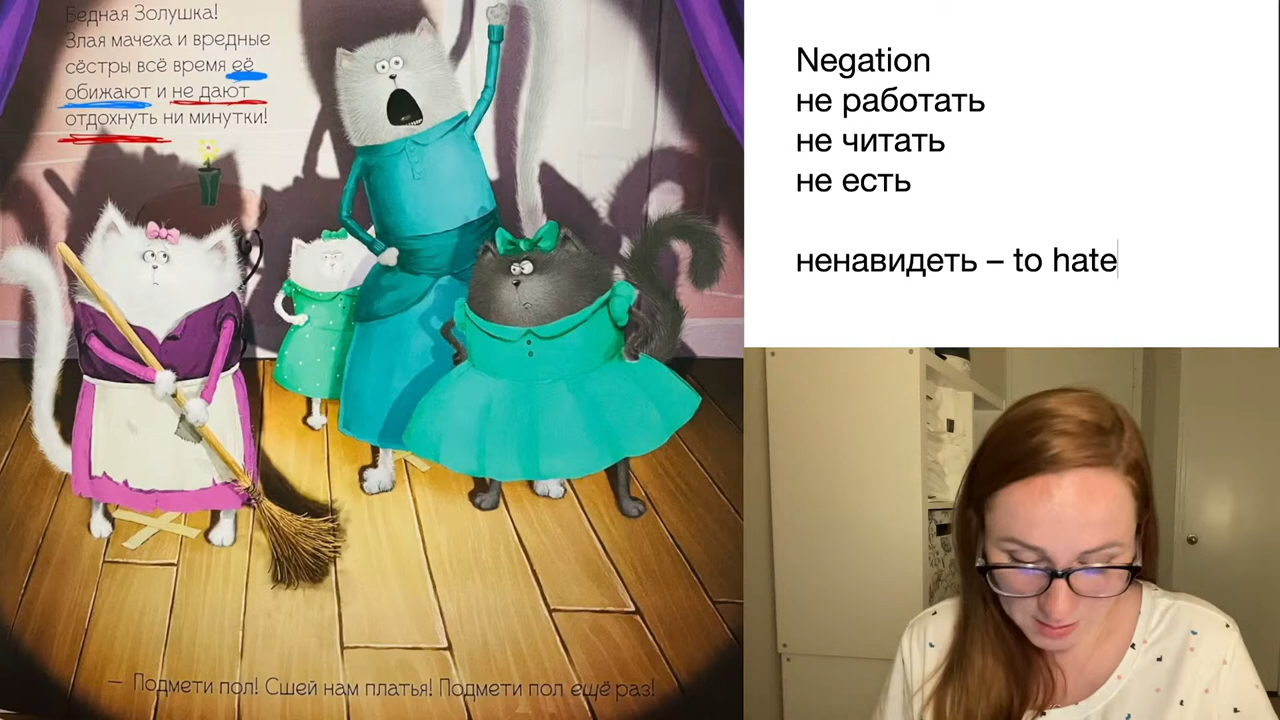 Бедная Золушка!
Злая мачеха и вредные
сёстры всё время её
обижают и не дают
отдохнуть ни минутки!
— Подмети пол! Сшей нам платья! Подмети пол ещё раз!
Negation
не работать
не читать
не есть
ненавидеть – to hate